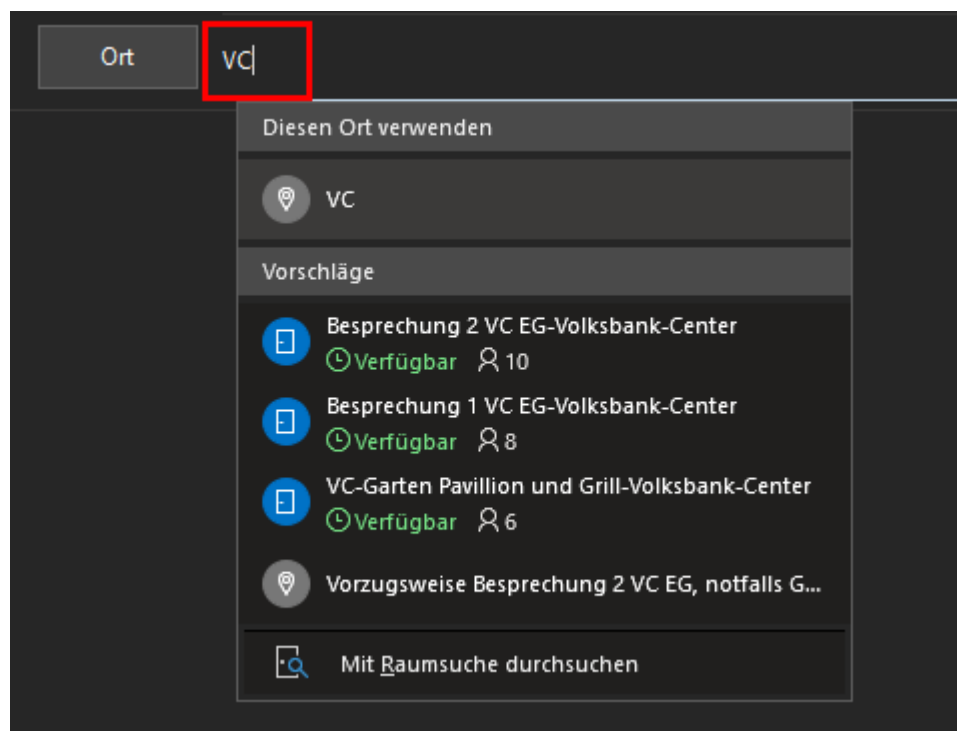 Ort
VC
Diesen Ort verwenden
VC
Vorschläge
Besprechung 2 VC EG-Volksbank-Center
Verfügbar 10
Besprechung 1 VC EG-Volksbank-Center
Verfügbar 8
VC-Garten Pavillion und Grill-Volksbank-Center
Verfügbar 6
Vorzugsweise Besprechung 2 VC EG, notfalls G...
Mit Raumsuche durchsuchen